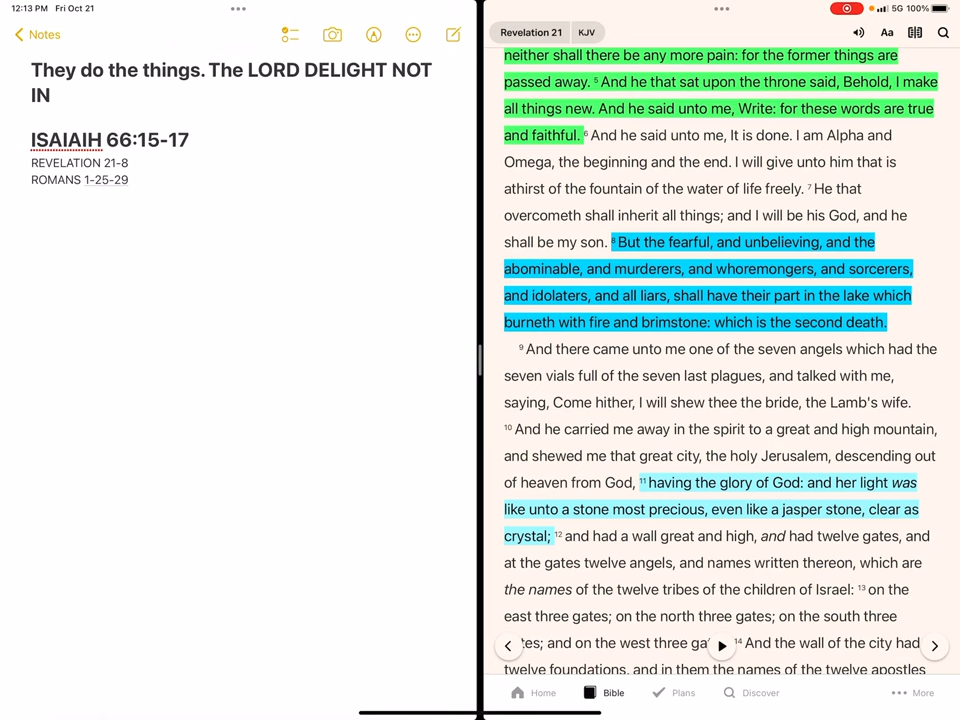 12:13 PM Fri Oct 21
Notes
They do the things. The LORD DELIGHT NOT
IN
ISAIAIH 66:15-17
REVELATION 21-8
ROMANS 1-25-29
5G 100%
Revelation 21 KJV
Aa
neither shall there be any more pain: for the former things are
passed away. 5 And he that sat upon the throne said, Behold, I make
all things new. And he said unto me, Write: for these words are true
and faithful. 6 And he said unto me, It is done. I am Alpha and
Omega, the beginning and the end. I will give unto him that is
athirst of the fountain of the water of life freely. 7 He that
overcometh shall inherit all things; and I will be his God, and he
shall be my son. 8 But the fearful, and unbelieving, and the
abominable, and murderers, and whoremongers, and sorcerers,
and idolaters, and all liars, shall have their part in the lake which
burneth with fire and brimstone: which is the second death.
9 And there came unto me one of the seven angels which had the
seven vials full of the seven last plagues, and talked with me,
saying, Come hither, I will shew thee the bride, the Lamb's wife.
10 And he carried me away in the spirit to a great and high mountain,
and shewed me that great city, the holy Jerusalem, descending out
of heaven from God, 11 having the glory of God: and her light was
like unto a stone most precious, even like a jasper stone, clear as
crystal; 12 and had a wall great and high, and had twelve gates, and
at the gates twelve angels, and names written thereon, which are
the names of the twelve tribes of the children of Israel: 13 on the
east three gates; on the north three gates; on the south three
tes; and on the west three ga 14 And the wall of the city had
twelve foundations, and in them the names of the twelve apostles
Home Bible Plans Discover More